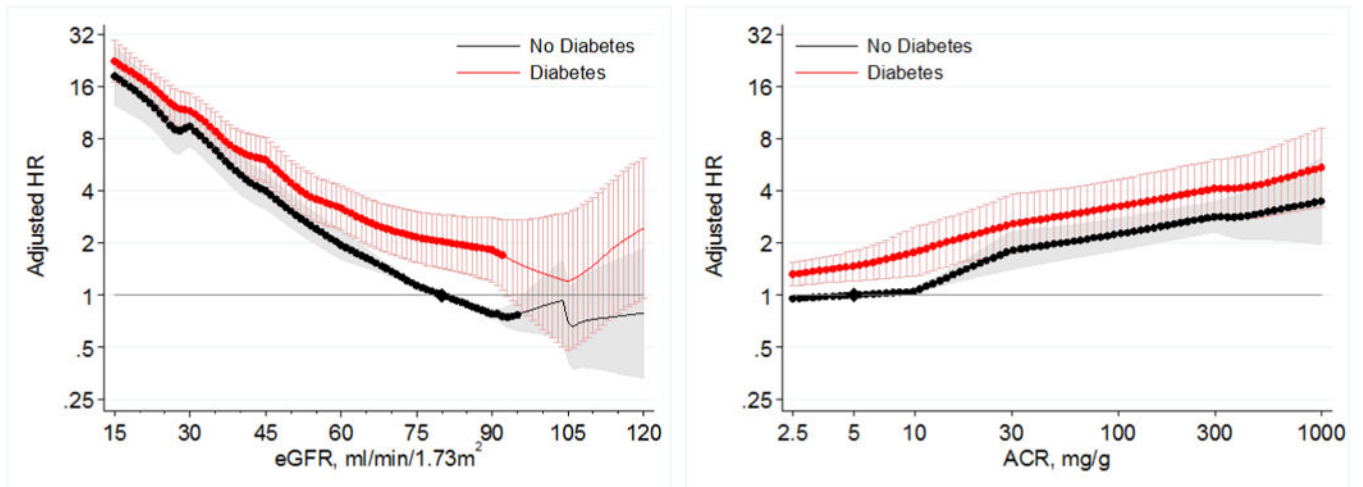 32
16
8
4
2
1
.5
.25
Adjusted HR
No Diabetes
Diabetes
15 30 45 60 75 90 105 120
eGFR, ml/min/1.73m²
32
16
8
4
2
1
.5
.25
Adjusted HR
No Diabetes
Diabetes
2.5 5 10 30 100 300 1000
ACR, mg/g